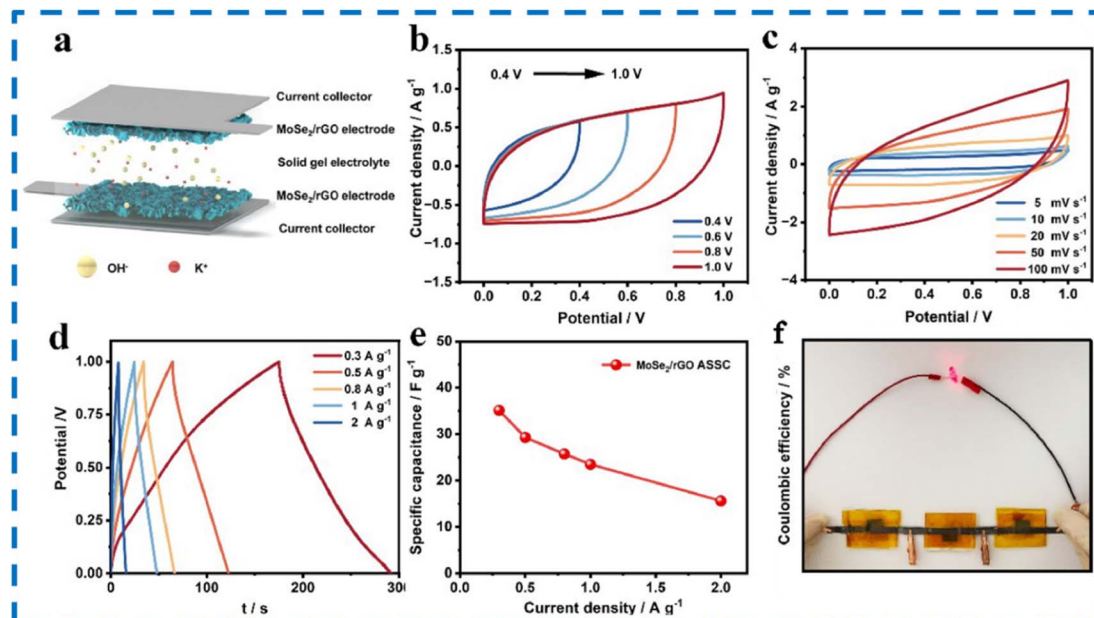 a
Current collector
MoSe₂/rGO electrode
Solid gel electrolyte
MoSe₂/rGO electrode
Current collector
OH⁻
K⁺
b
Current density / A g⁻¹
1.5
1.0
0.5
0.0
−0.5
−1.0
−1.5
0.4 V
1.0 V
0.4 V
0.6 V
0.8 V
1.0 V
0.0 0.2 0.4 0.6 0.8 1.0
Potential / V
c
Current density / A g⁻¹
4
2
0
−2
−4
5 mV s⁻¹
10 mV s⁻¹
20 mV s⁻¹
50 mV s⁻¹
100 mV s⁻¹
0.0 0.2 0.4 0.6 0.8 1.0
Potential / V
d
Potential /V
1.00
0.75
0.50
0.25
0.00
0.3 A g⁻¹
0.5 A g⁻¹
0.8 A g⁻¹
1 A g⁻¹
2 A g⁻¹
0 100 200 300
t / s
e
Specific capacitance / F g⁻¹
50
40
30
20
10
0
MoSe₂/rGO ASSC
0.0 0.5 1.0 1.5 2.0
Current density / A g⁻¹
f
Coulombic efficiency / %